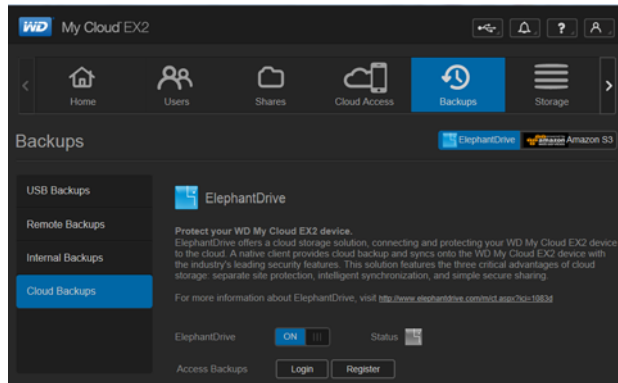 WD My Cloud EX2
?
Home Users Shares Cloud Access Backups Storage
Backups
ElephantDrive amazon Amazon S3
USB Backups
Remote Backups
Internal Backups
Cloud Backups
ElephantDrive
Protect your WD My Cloud EX2 device.
ElephantDrive offers a cloud storage solution, connecting and protecting your WD My Cloud EX2 device
to the cloud. A native client provides cloud backup and syncs onto the WD My Cloud EX2 device with
the industry's leading security features. This solution features the three critical advantages of cloud
storage: separate site protection, intelligent synchronization, and simple secure sharing.
For more information about ElephantDrive, visit http://www.elephantdrive.com/m/ct.aspx?ici=1083d
ElephantDrive ON Status
Access Backups Login Register